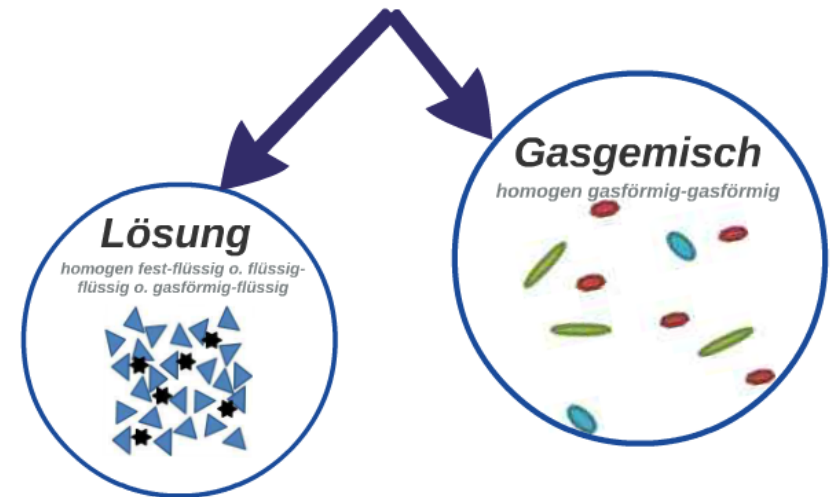 Lösung
homogen fest-flüssig o. flüssig-
flüssig o. gasförmig-flüssig
Gasgemisch
homogen gasförmig-gasförmig